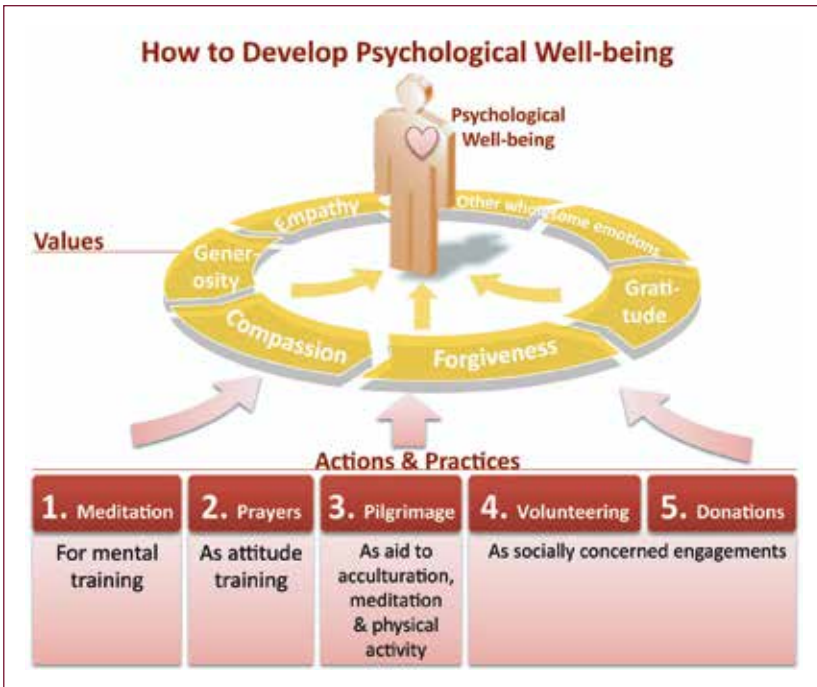 How to Develop Psychological Well-being
Psychological
Well-being
Values
Empathy
Other wholesome emotions
Gener-
osity
Grati-
tude
Compassion
Forgiveness
Actions & Practices
1. Meditation
2. Prayers
3. Pilgrimage
4. Volunteering
5. Donations
For mental
training
As attitude
training
As aid to
acculturation,
meditation
& physical
activity
As socially concerned engagements